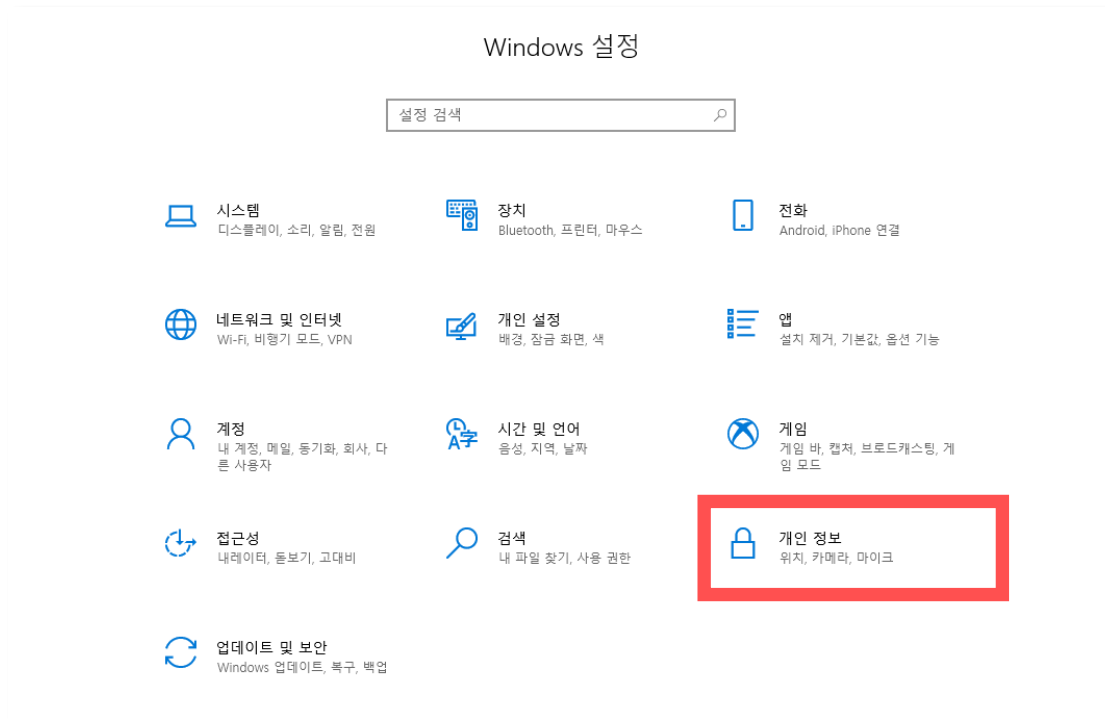 Windows 설정
설정 검색
시스템
디스플레이, 소리, 알림, 전원
장치
Bluetooth, 프린터, 마우스
전화
Android, iPhone 연결
네트워크 및 인터넷
Wi-Fi, 비행기 모드, VPN
개인 설정
배경, 잠금 화면, 색
앱
설치 제거, 기본값, 옵션 기능
계정
내 계정, 메일, 동기화, 회사, 다
른 사용자
시간 및 언어
음성, 지역, 날짜
게임
게임 바, 캡처, 브로드캐스팅, 게
임 모드
접근성
내레이터, 돋보기, 고대비
검색
내 파일 찾기, 사용 권한
개인 정보
위치, 카메라, 마이크
업데이트 및 보안
Windows 업데이트, 복구, 백업